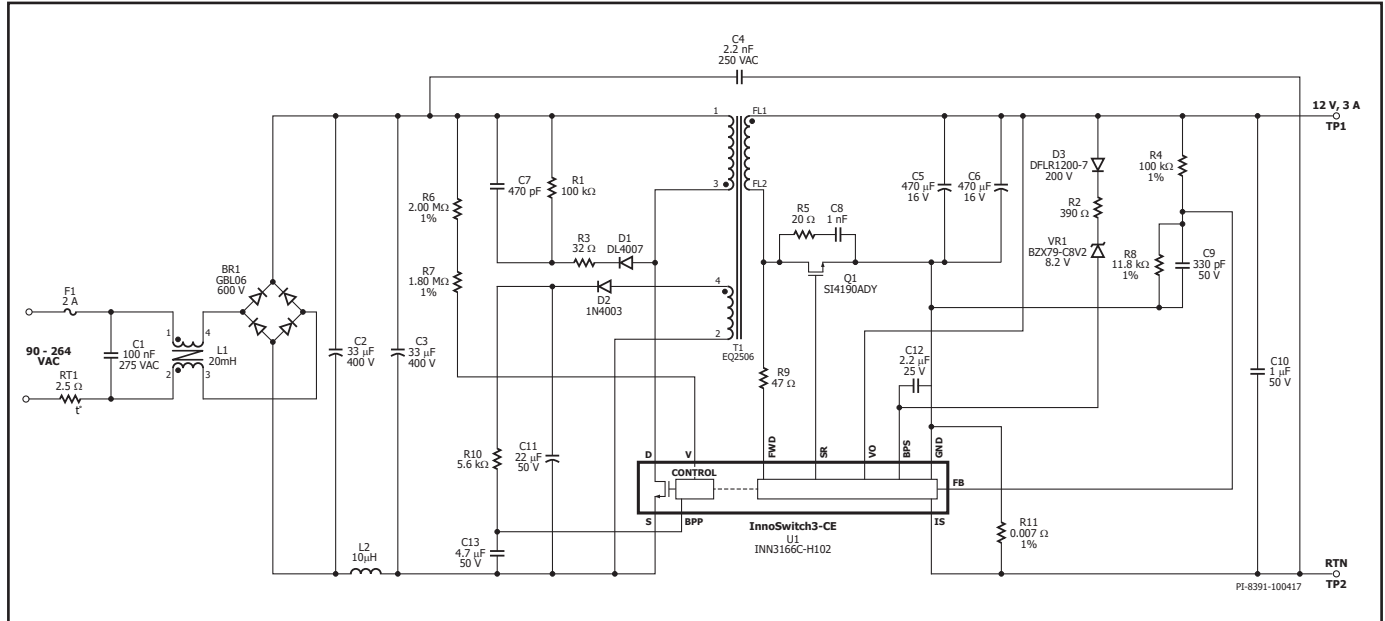 C4
2.2 nF
250 VAC
12 V, 3 A
TP1
1
FL1
3
FL2
C7
470 pF
R1
100 kΩ
R6
2.00 MΩ
1%
R7
1.80 MΩ
1%
R3
32 Ω
D1
DL4007
D2
1N4003
4
2
T1
EQ2506
R5
20 Ω
C8
1 nF
Q1
SI4190ADY
C5
470 µF
16 V
C6
470 µF
16 V
D3
DFLR1200-7
200 V
R2
390 Ω
VR1
BZX79-C8V2
8.2 V
R4
100 kΩ
1%
R8
11.8 kΩ
1%
C9
330 pF
50 V
BR1
GBL06
600 V
F1
2 A
90 - 264
VAC
C1
100 nF
275 VAC
RT1
2.5 Ω
t°
1
4
2
3
L1
20mH
C2
33 µF
400 V
C3
33 µF
400 V
L2
10µH
R10
5.6 kΩ
C11
22 µF
50 V
C13
4.7 µF
50 V
R9
47 Ω
C12
2.2 µF
25 V
C10
1 µF
50 V
D
V
FWD
SR
VO
BPS
GND
CONTROL
FB
S
BPP
IS
InnoSwitch3-CE
U1
INN3166C-H102
R11
0.007 Ω
1%
RTN
TP2
PI-8391-100417